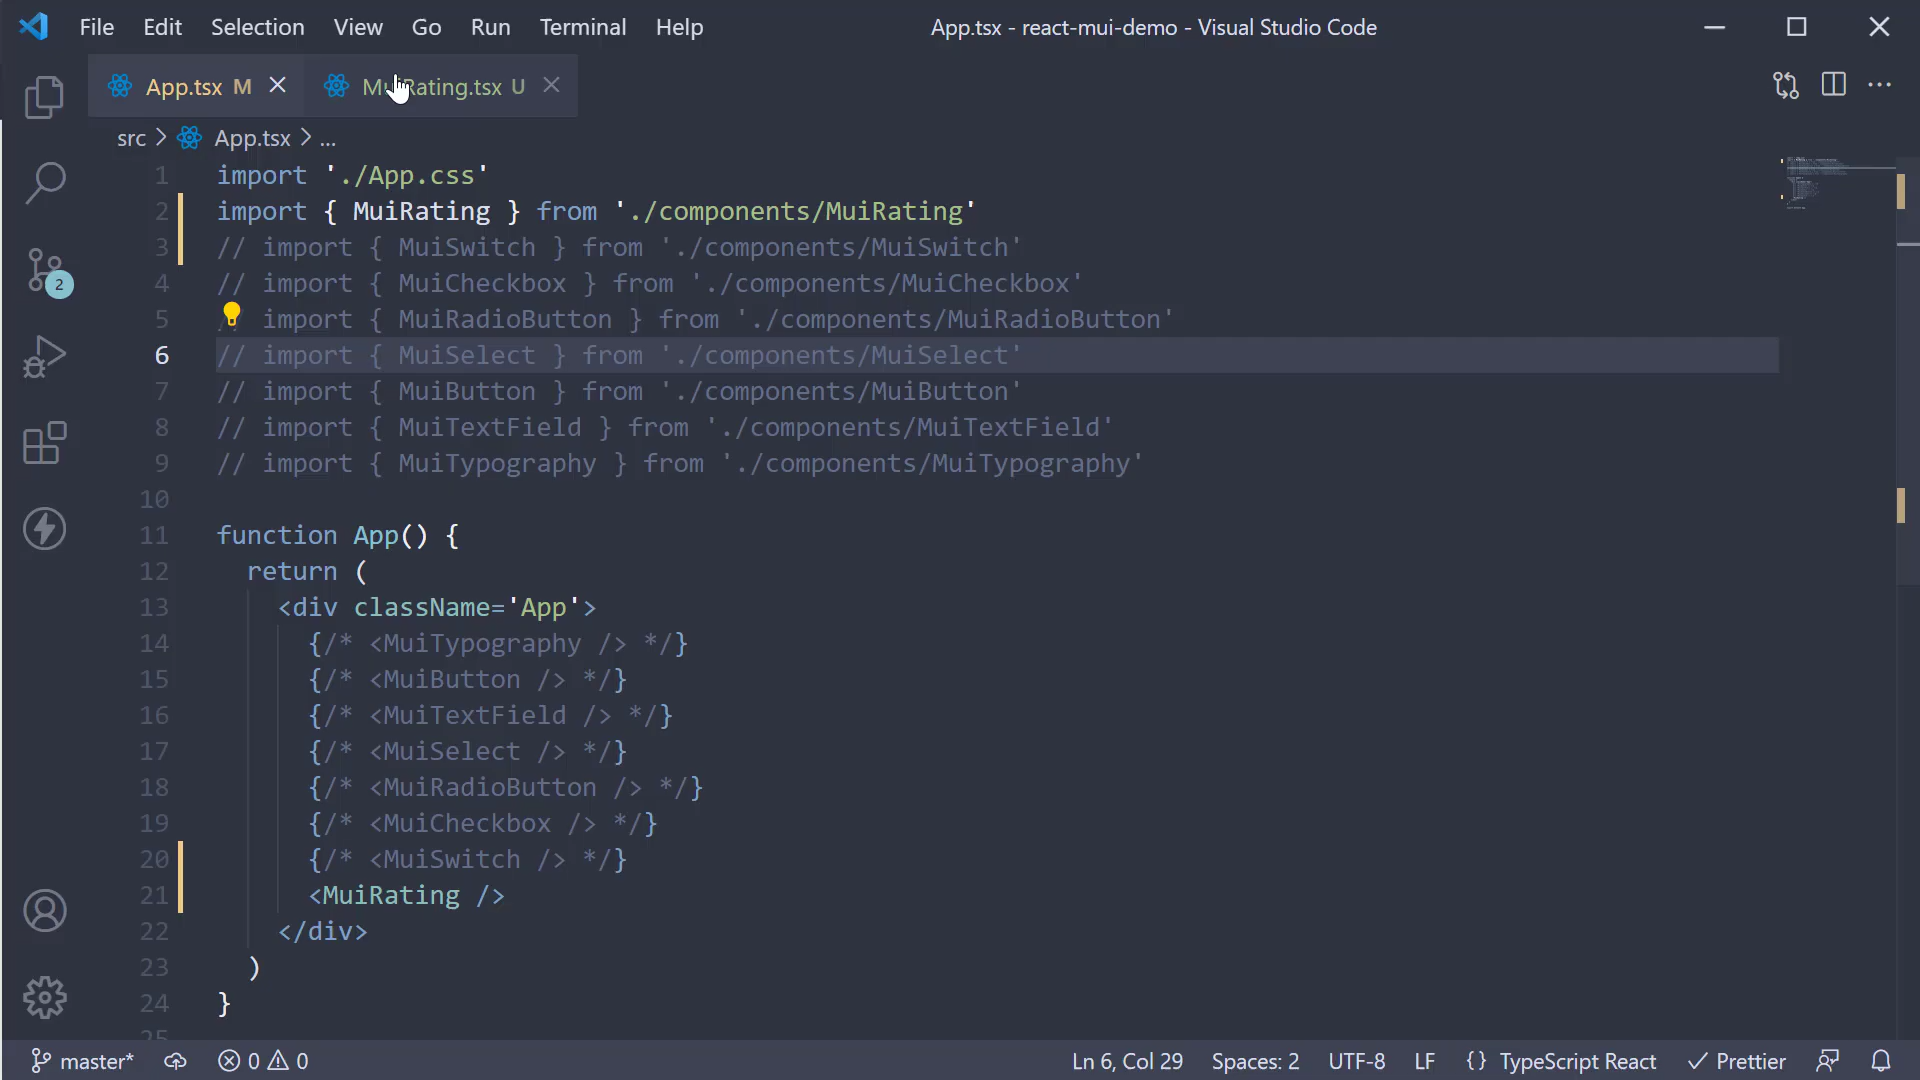 File Edit Selection View Go Run Terminal Help App.tsx - react-mui-demo - Visual Studio Code
App.tsx M MuiRating.tsx U
src > App.tsx > ...
1 import './App.css'
2 import { MuiRating } from './components/MuiRating'
3 // import { MuiSwitch } from './components/MuiSwitch'
4 // import { MuiCheckbox } from './components/MuiCheckbox'
5 // import { MuiRadioButton } from './components/MuiRadioButton'
6 // import { MuiSelect } from './components/MuiSelect'
7 // import { MuiButton } from './components/MuiButton'
8 // import { MuiTextField } from './components/MuiTextField'
9 // import { MuiTypography } from './components/MuiTypography'
10
11 function App() {
12 return (
13 <div className='App'>
14 {/* <MuiTypography /> */}
15 {/* <MuiButton /> */}
16 {/* <MuiTextField /> */}
17 {/* <MuiSelect /> */}
18 {/* <MuiRadioButton /> */}
19 {/* <MuiCheckbox /> */}
20 {/* <MuiSwitch /> */}
21 <MuiRating />
22 </div>
23 )
24 }
25
2
master* 0 0 Ln 6, Col 29 Spaces: 2 UTF-8 LF {} TypeScript React Prettier